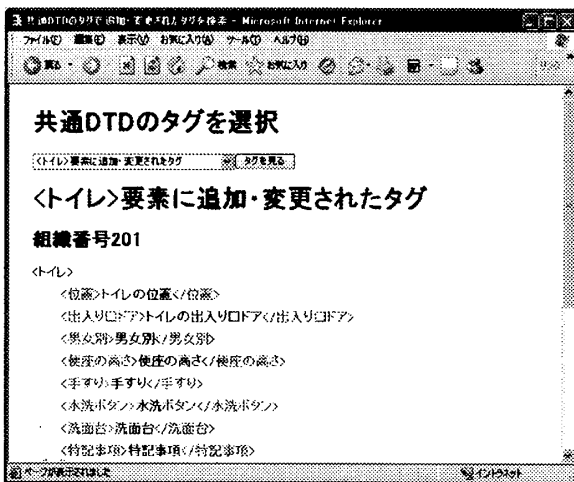 共通DTDのタグで追加・変更されたタグを検索 - Microsoft Internet Explorer
ファイル(F) 編集(E) 表示(V) お気に入り(A) ツール(T) ヘルプ(H)
戻る 検索 お気に入り
共通DTDのタグを選択
<トイレ>要素に追加・変更されたタグ タグを見る
<トイレ>要素に追加・変更されたタグ
組織番号201
<トイレ>
<位置>トイレの位置</位置>
<出入り口ドア>トイレの出入り口ドア</出入り口ドア>
<男女別>男女別</男女別>
<便座の高さ>便座の高さ</便座の高さ>
<手すり>手すり</手すり>
<水洗ボタン>水洗ボタン</水洗ボタン>
<洗面台>洗面台</洗面台>
<特記事項>特記事項</特記事項>
ページが表示されました イントラネット